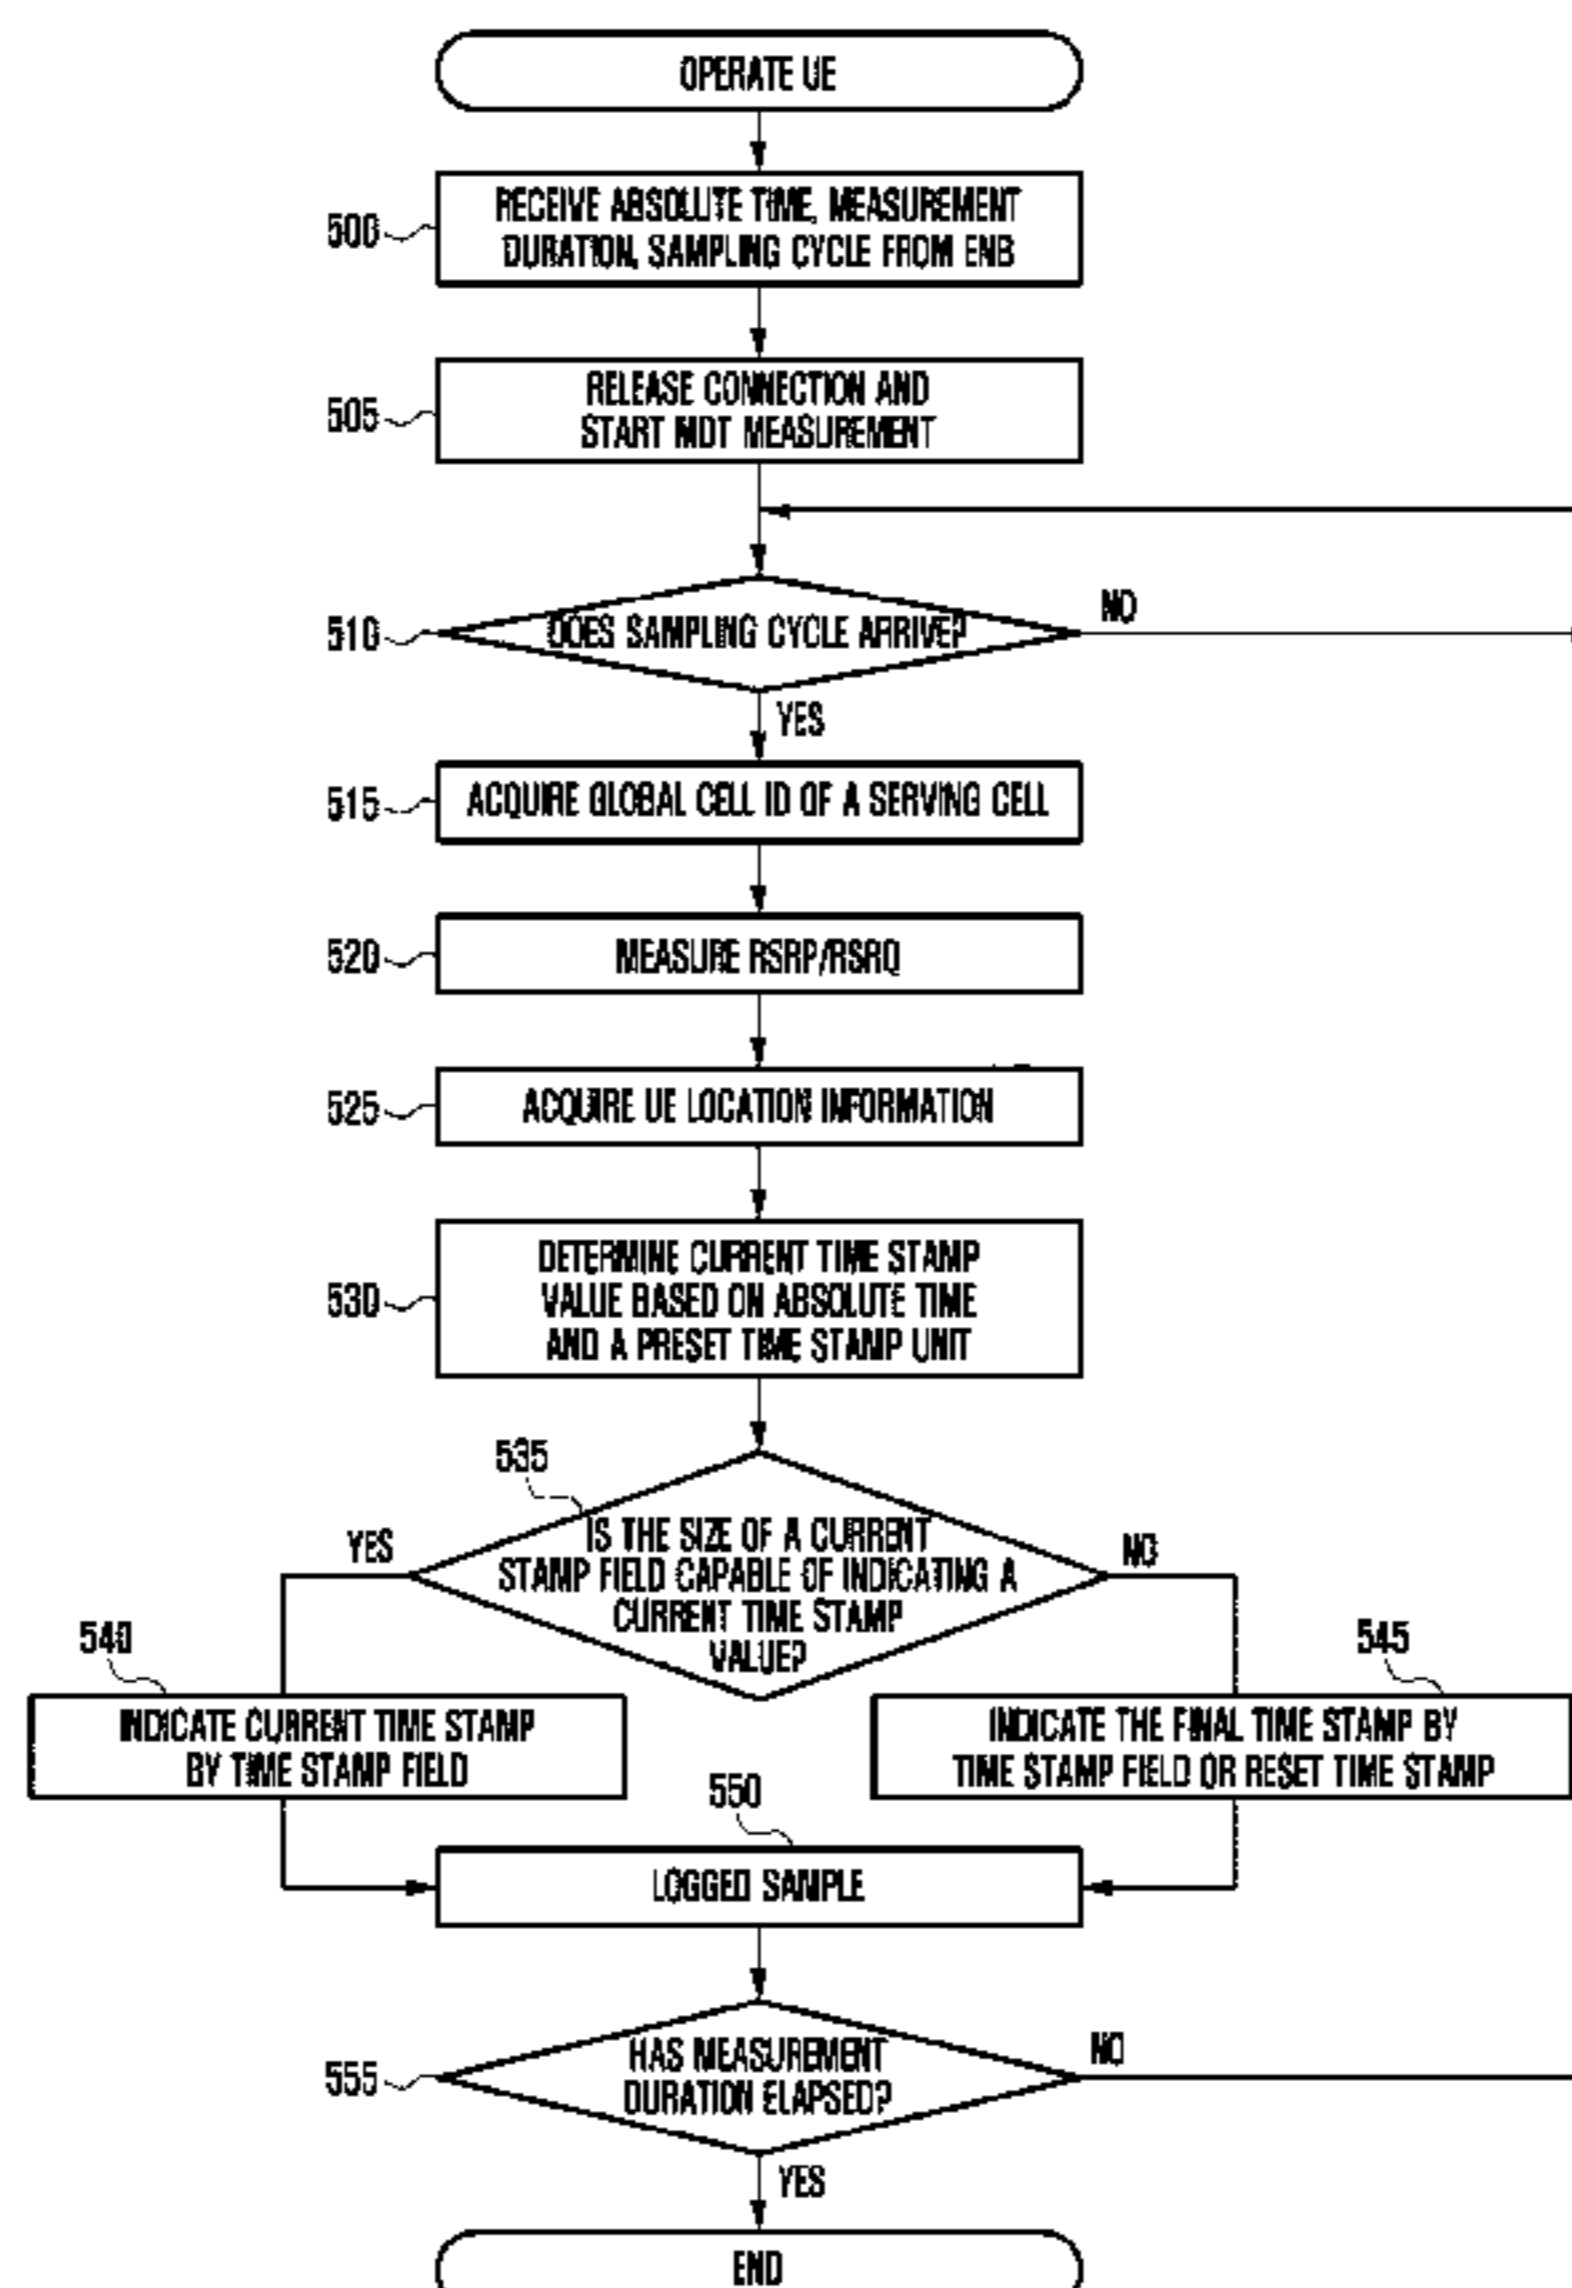 OPERATE UE
500
RECEIVE ABSOLUTE TIME, MEASUREMENT
DURATION, SAMPLING CYCLE FROM ENB
505
RELEASE CONNECTION AND
START MDT MEASUREMENT
510
DOES SAMPLING CYCLE ARRIVE?
NO
YES
515
ACQUIRE GLOBAL CELL ID OF A SERVING CELL
520
MEASURE RSRP/RSRQ
525
ACQUIRE UE LOCATION INFORMATION
530
DETERMINE CURRENT TIME STAMP
VALUE BASED ON ABSOLUTE TIME
AND A PRESET TIME STAMP UNIT
535
IS THE SIZE OF A CURRENT
STAMP FIELD CAPABLE OF INDICATING A
CURRENT TIME STAMP
VALUE?
YES
NO
540
INDICATE CURRENT TIME STAMP
BY TIME STAMP FIELD
545
INDICATE THE FINAL TIME STAMP BY
TIME STAMP FIELD OR RESET TIME STAMP
550
LOGGED SAMPLE
555
HAS MEASUREMENT
DURATION ELAPSED?
NO
YES
END